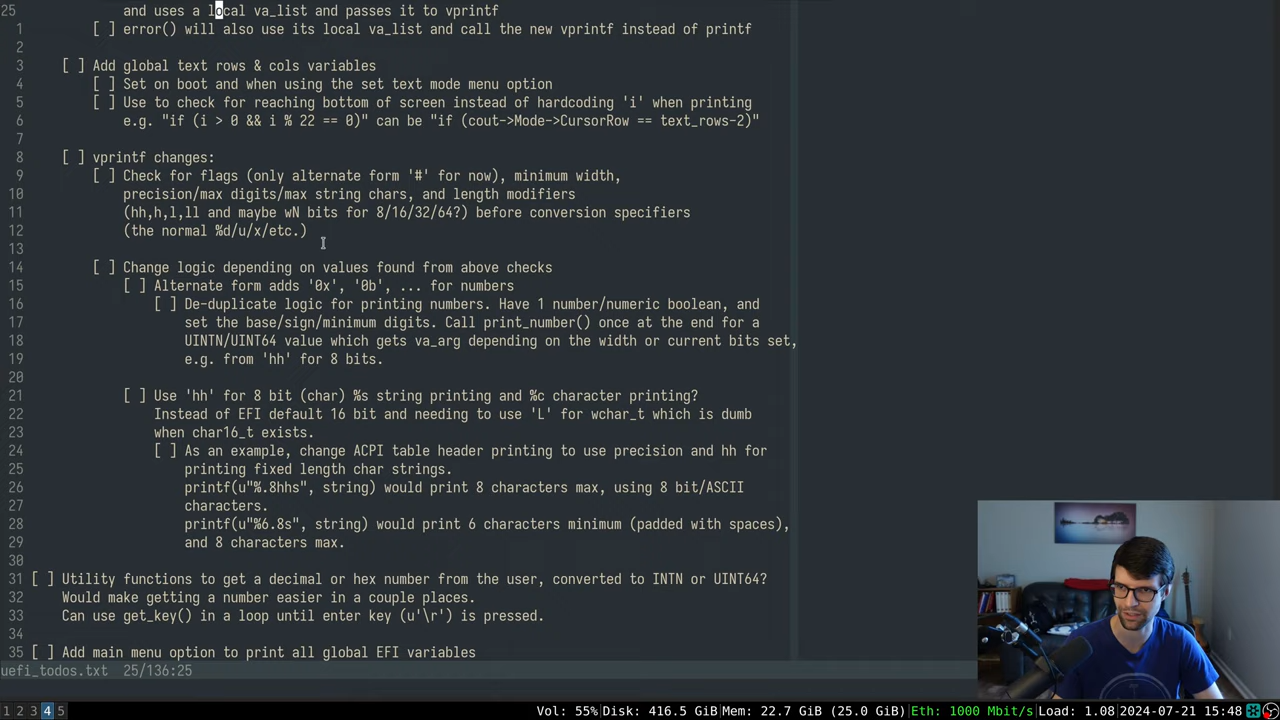 25 and uses a local va_list and passes it to vprintf
1 [ ] error() will also use its local va_list and call the new vprintf instead of printf
2
3 [ ] Add global text rows & cols variables
4 [ ] Set on boot and when using the set text mode menu option
5 [ ] Use to check for reaching bottom of screen instead of hardcoding 'i' when printing
6 e.g. "if (i > 0 && i % 22 == 0)" can be "if (cout->Mode->CursorRow == text_rows-2)"
7
8 [ ] vprintf changes:
9 [ ] Check for flags (only alternate form '#' for now), minimum width,
10 precision/max digits/max string chars, and length modifiers
11 (hh,h,l,ll and maybe wN bits for 8/16/32/64?) before conversion specifiers
12 (the normal %d/u/x/etc.)
13
14 [ ] Change logic depending on values found from above checks
15 [ ] Alternate form adds '0x', '0b', ... for numbers
16 [ ] De-duplicate logic for printing numbers. Have 1 number/numeric boolean, and
17 set the base/sign/minimum digits. Call print_number() once at the end for a
18 UINTN/UINT64 value which gets va_arg depending on the width or current bits set,
19 e.g. from 'hh' for 8 bits.
20
21 [ ] Use 'hh' for 8 bit (char) %s string printing and %c character printing?
22 Instead of EFI default 16 bit and needing to use 'L' for wchar_t which is dumb
23 when char16_t exists.
24 [ ] As an example, change ACPI table header printing to use precision and hh for
25 printing fixed length char strings.
26 printf(u"%.8hhs", string) would print 8 characters max, using 8 bit/ASCII
27 characters.
28 printf(u"%6.8s", string) would print 6 characters minimum (padded with spaces),
29 and 8 characters max.
30
31 [ ] Utility functions to get a decimal or hex number from the user, converted to INTN or UINT64?
32 Would make getting a number easier in a couple places.
33 Can use get_key() in a loop until enter key (u'\r') is pressed.
34
35 [ ] Add main menu option to print all global EFI variables
uefi_todos.txt 25/136:25
1 2 3 4 5 Vol: 55% Disk: 416.5 GiB Mem: 22.7 GiB (25.0 GiB) Eth: 1000 Mbit/s Load: 1.08 2024-07-21 15:48